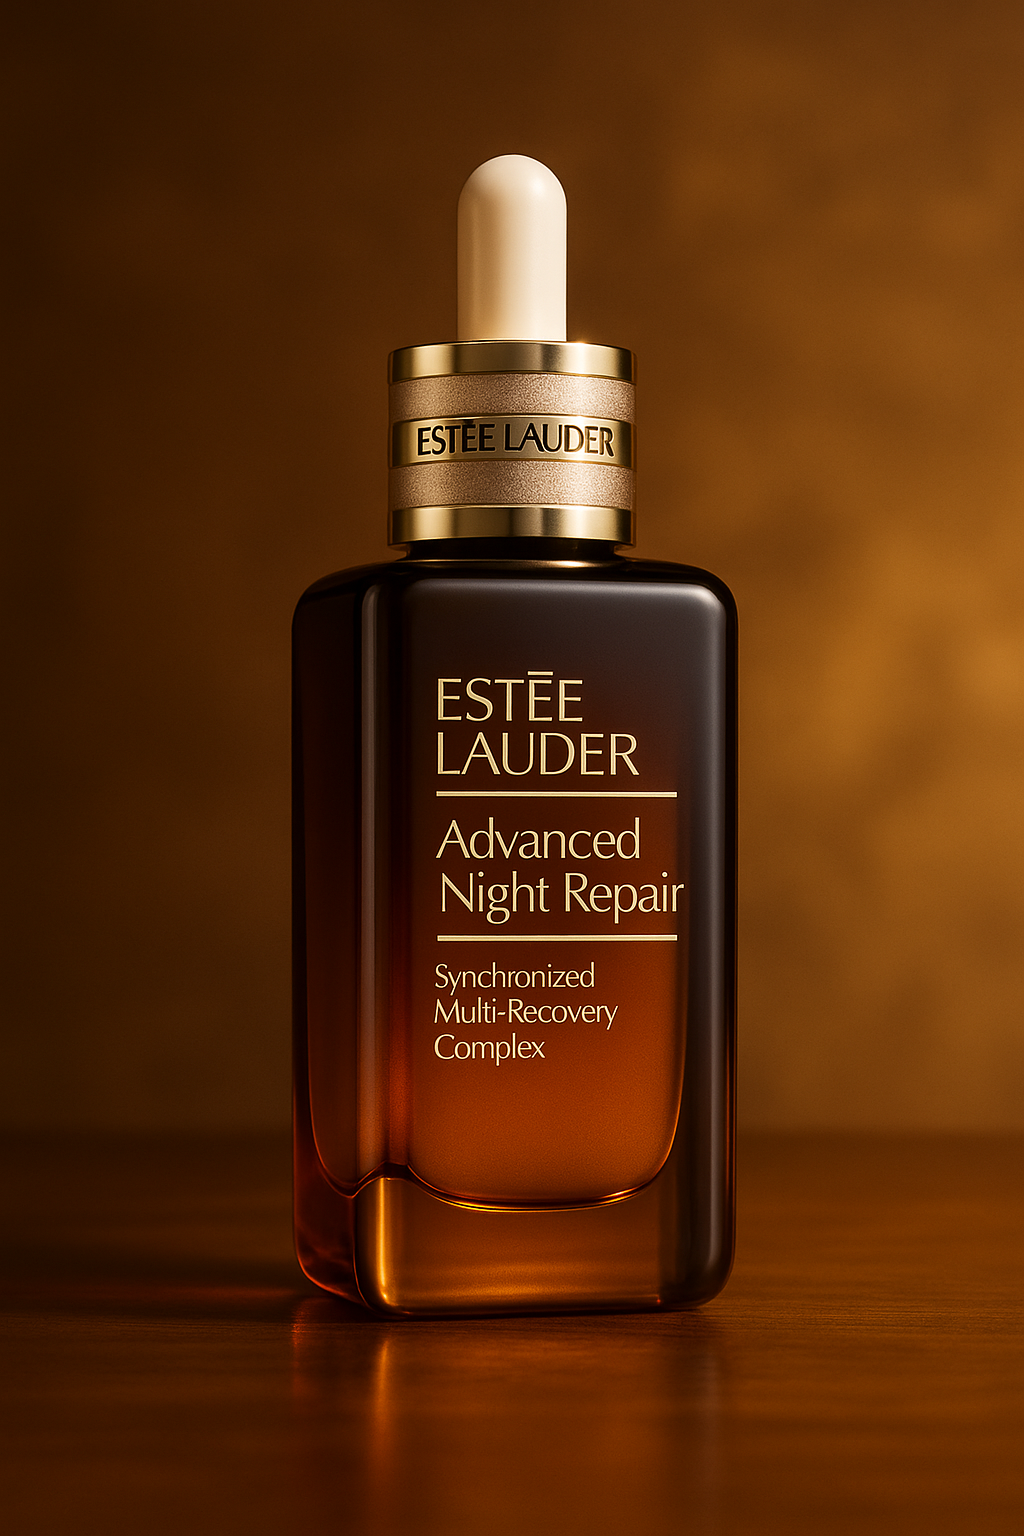 ESTĒE LAUDER
ESTĒE
LAUDER
Advanced
Night Repair
Synchronized
Multi-Recovery
Complex